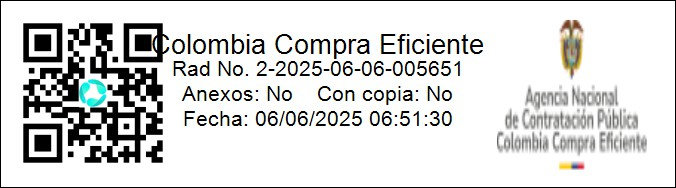 Colombia Compra Eficiente
Rad No. 2-2025-06-06-005651
Anexos: No Con copia: No
Fecha: 06/06/2025 06:51:30
Agencia Nacional
de Contratación Pública
Colombia Compra Eficiente